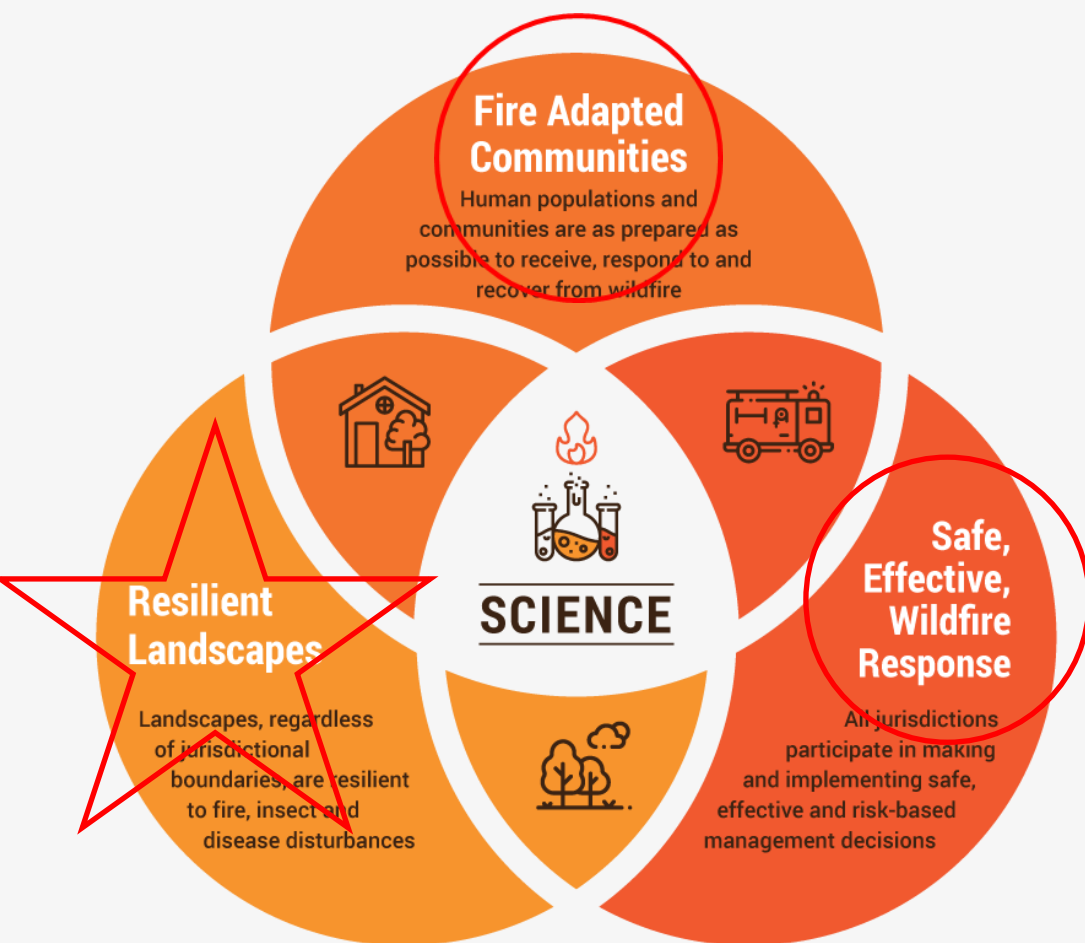 Fire Adapted
Communities
Human populations and
communities are as prepared as
possible to receive, respond to and
recover from wildfire
SCIENCE
Resilient
Landscapes
Landscapes, regardless
of jurisdictional
boundaries, are resilient
to fire, insect and
disease disturbances
Safe,
Effective,
Wildfire
Response
All jurisdictions
participate in making
and implementing safe,
effective and risk-based
management decisions